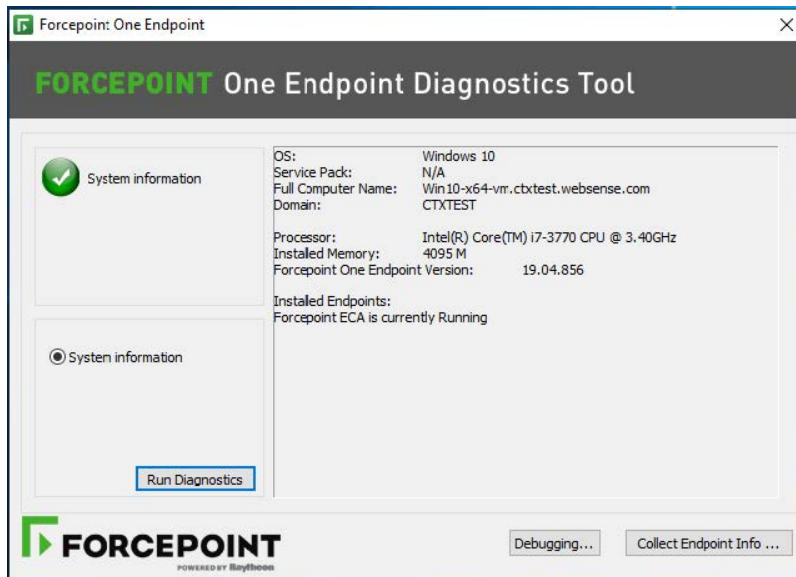 Forcepoint One Endpoint
FORCEPOINT One Endpoint Diagnostics Tool
System information
OS: Windows 10
Service Pack: N/A
Full Computer Name: Win10-x64-vm.ctxtest.websense.com
Domain: CTXTEST
Processor: Intel(R) Core(TM) i7-3770 CPU @ 3.40GHz
Installed Memory: 4095 M
Forcepoint One Endpoint Version: 19.04.856
Installed Endpoints:
Forcepoint ECA is currently Running
System information
Run Diagnostics
FORCEPOINT
POWERED BY Raytheon
Debugging...
Collect Endpoint Info ...